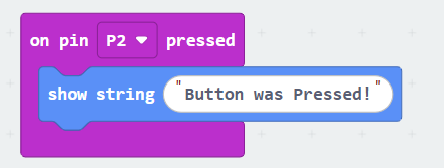 on pin P2 pressed
show string "Button was Pressed!"